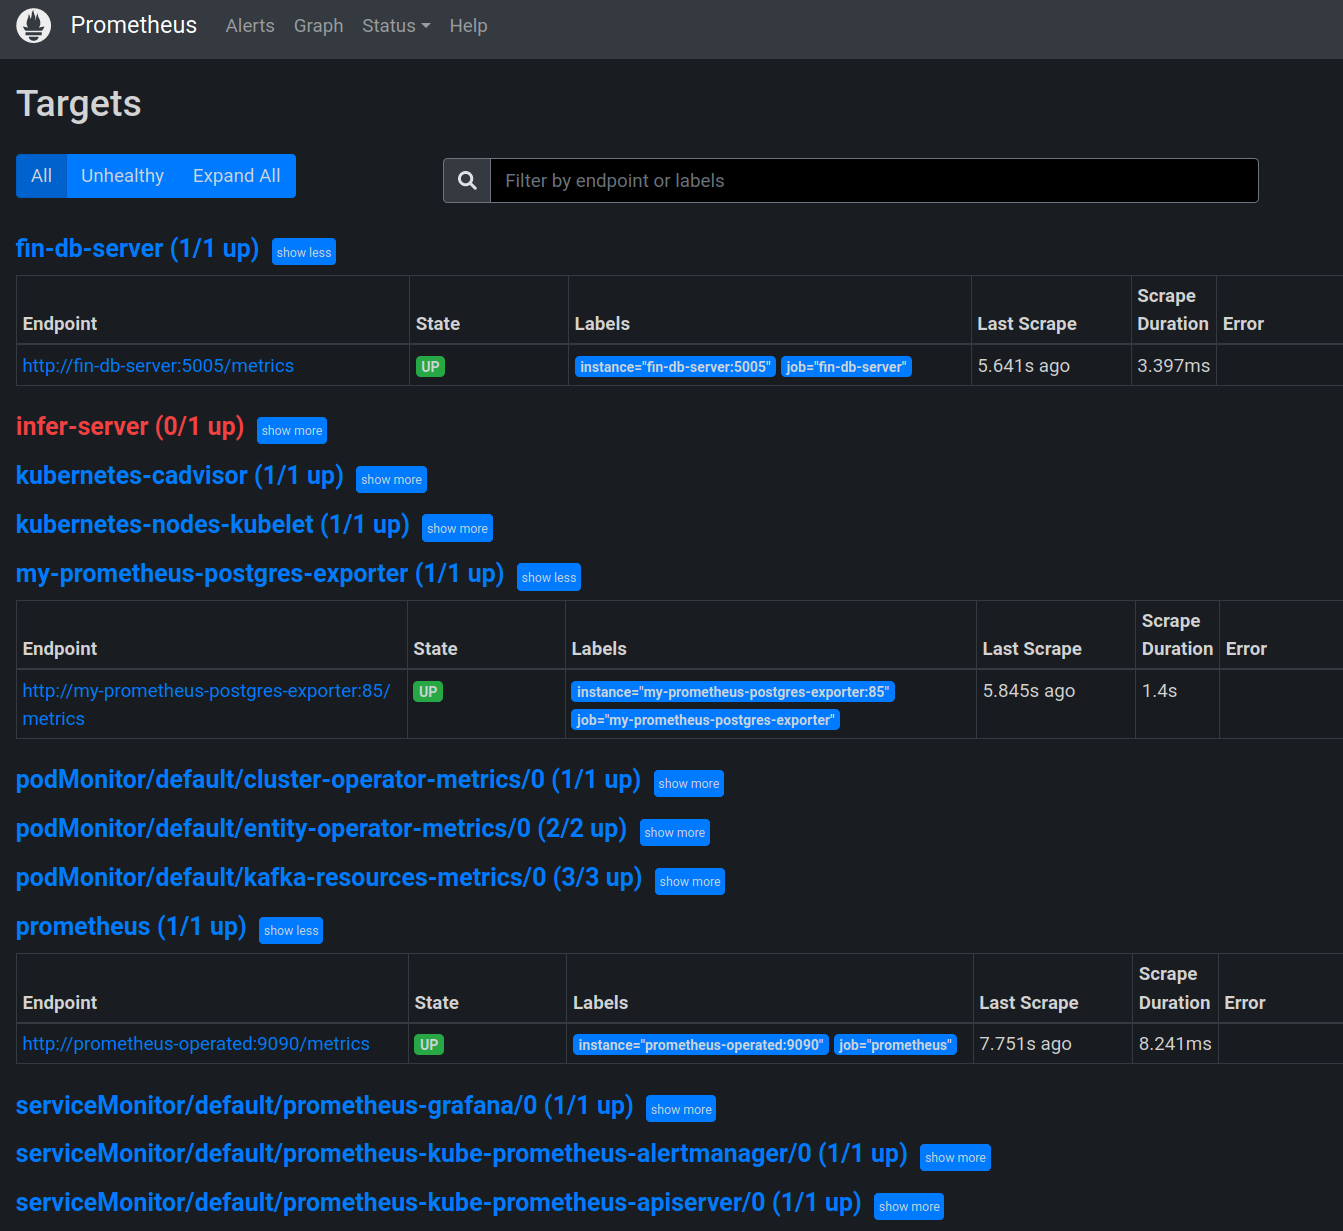 Prometheus Alerts Graph Status Help
Targets
All Unhealthy Expand All
Filter by endpoint or labels
fin-db-server (1/1 up) show less
Endpoint State Labels Last Scrape Scrape Duration Error
http://fin-db-server:5005/metrics UP instance="fin-db-server:5005" job="fin-db-server" 5.641s ago 3.397ms
infer-server (0/1 up) show more
kubernetes-cadvisor (1/1 up) show more
kubernetes-nodes-kubelet (1/1 up) show more
my-prometheus-postgres-exporter (1/1 up) show less
Endpoint State Labels Last Scrape Scrape Duration Error
http://my-prometheus-postgres-exporter:85/metrics UP instance="my-prometheus-postgres-exporter:85" job="my-prometheus-postgres-exporter" 5.845s ago 1.4s
podMonitor/default/cluster-operator-metrics/0 (1/1 up) show more
podMonitor/default/entity-operator-metrics/0 (2/2 up) show more
podMonitor/default/kafka-resources-metrics/0 (3/3 up) show more
prometheus (1/1 up) show less
Endpoint State Labels Last Scrape Scrape Duration Error
http://prometheus-operated:9090/metrics UP instance="prometheus-operated:9090" job="prometheus" 7.751s ago 8.241ms
serviceMonitor/default/prometheus-grafana/0 (1/1 up) show more
serviceMonitor/default/prometheus-kube-prometheus-alertmanager/0 (1/1 up) show more
serviceMonitor/default/prometheus-kube-prometheus-apiserver/0 (1/1 up) show more